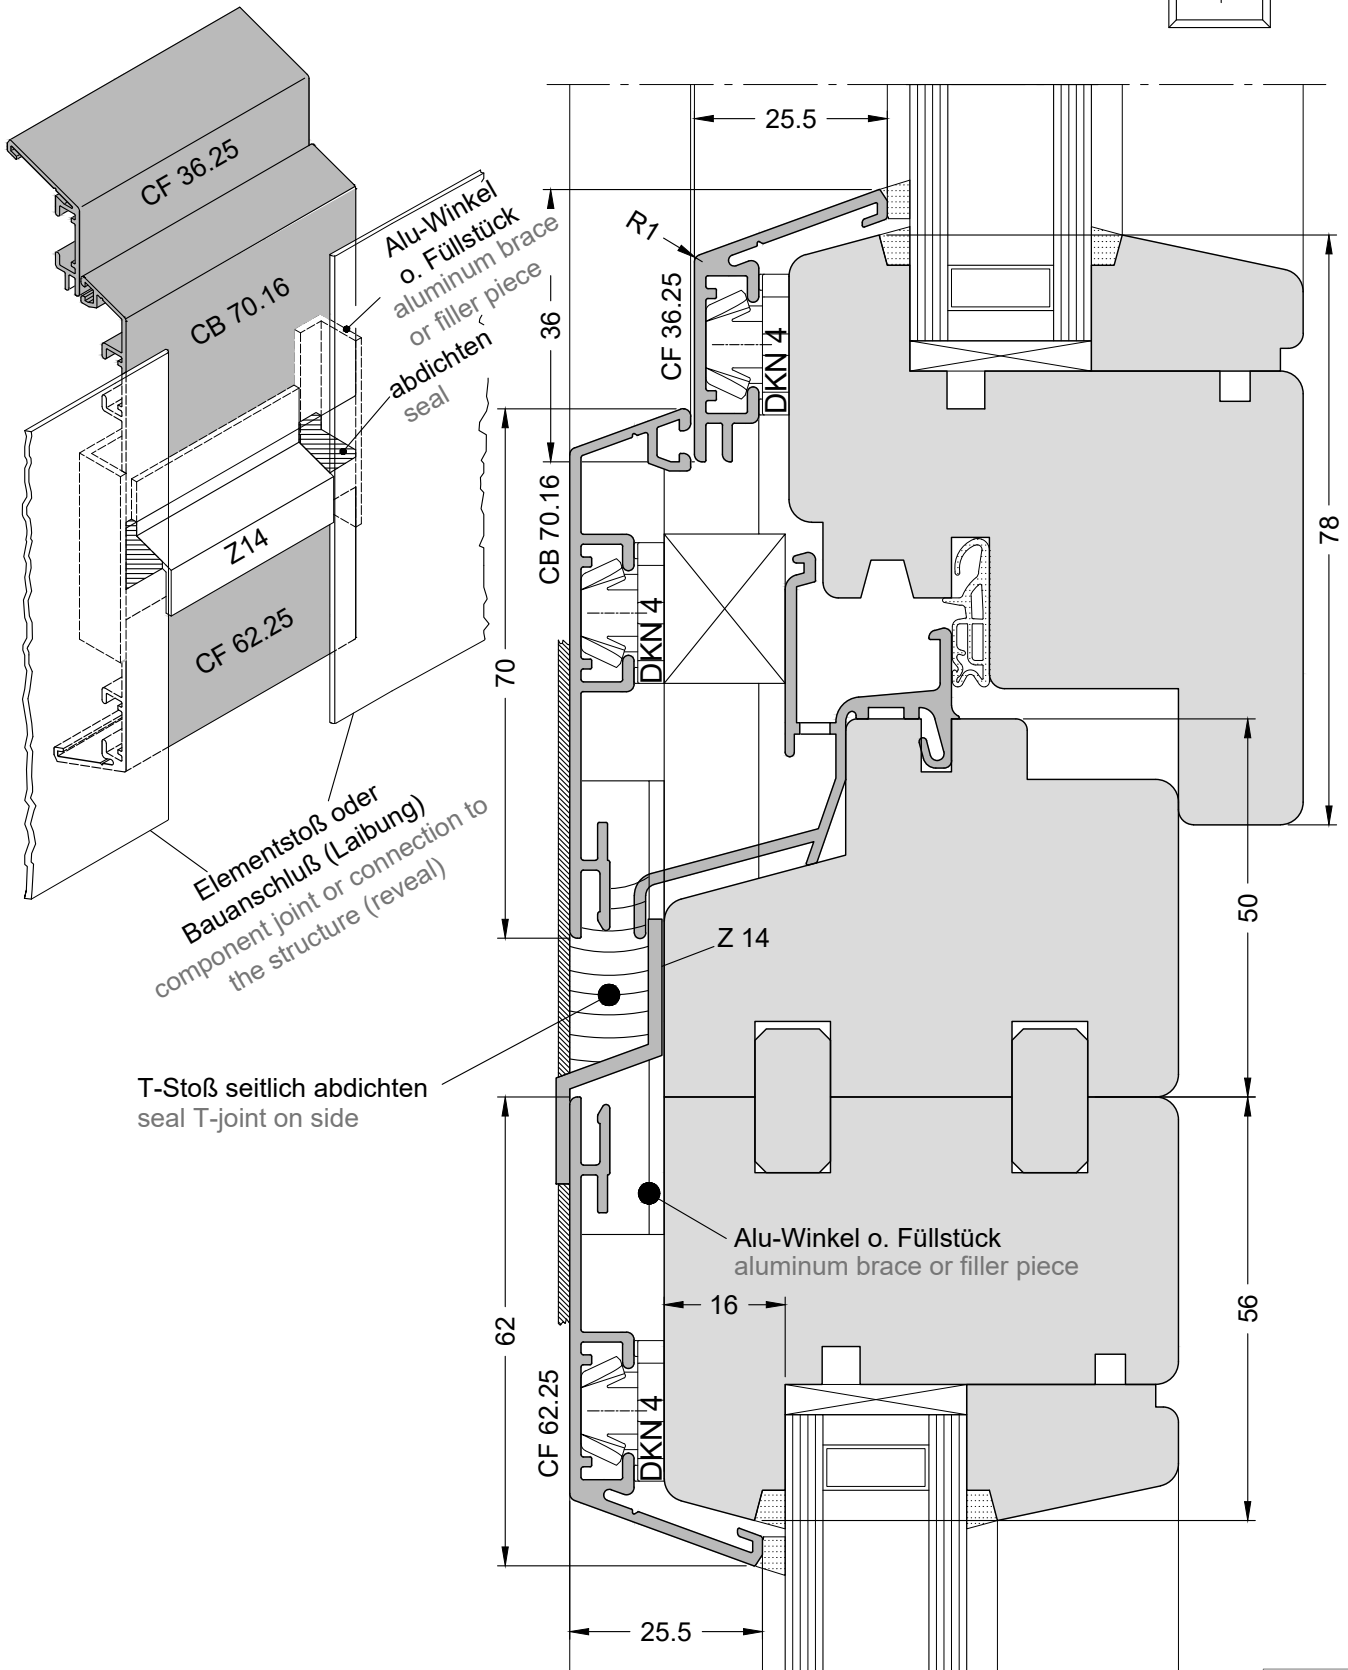 25.5
CF 36.25
Alu-Winkel
o. Füllstück
aluminum brace
or filler piece
R1
CB 70.16
36
CF 36.25
DKN 4
abdichten
seal
CB 70.16
78
Z14
DKN 4
CF 62.25
70
Elementstoß oder
Bauanschluß (Laibung)
component joint or connection to
the structure (reveal)
50
Z 14
T-Stoß seitlich abdichten
seal T-joint on side
Alu-Winkel o. Füllstück
aluminum brace or filler piece
16
62
56
CF 62.25
DKN 4
25.5